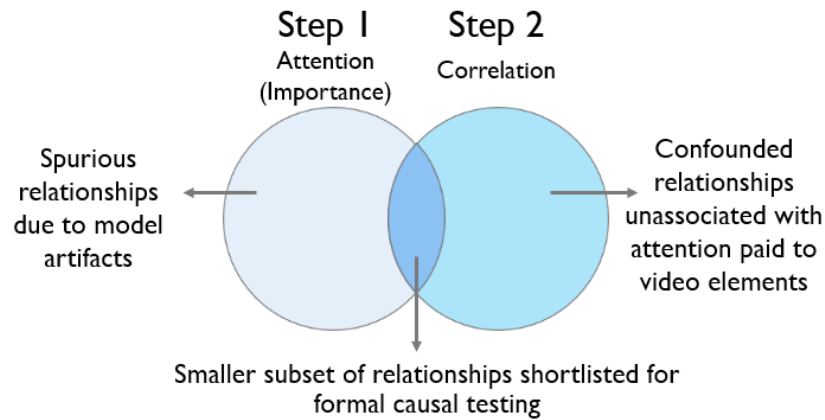 Step 1
Attention
(Importance)
Step 2
Correlation
Spurious
relationships
due to model
artifacts
Confounded
relationships
unassociated with
attention paid to
video elements
Smaller subset of relationships shortlisted for
formal causal testing